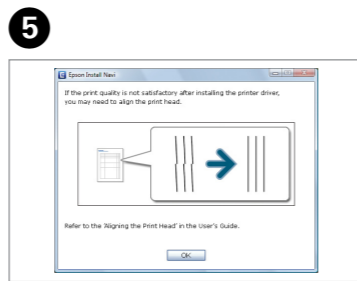 5
Epson Install Navi
If the print quality is not satisfactory after installing the printer driver,
you may need to align the print head.
Refer to the 'Aligning the Print Head' in the User's Guide.
OK